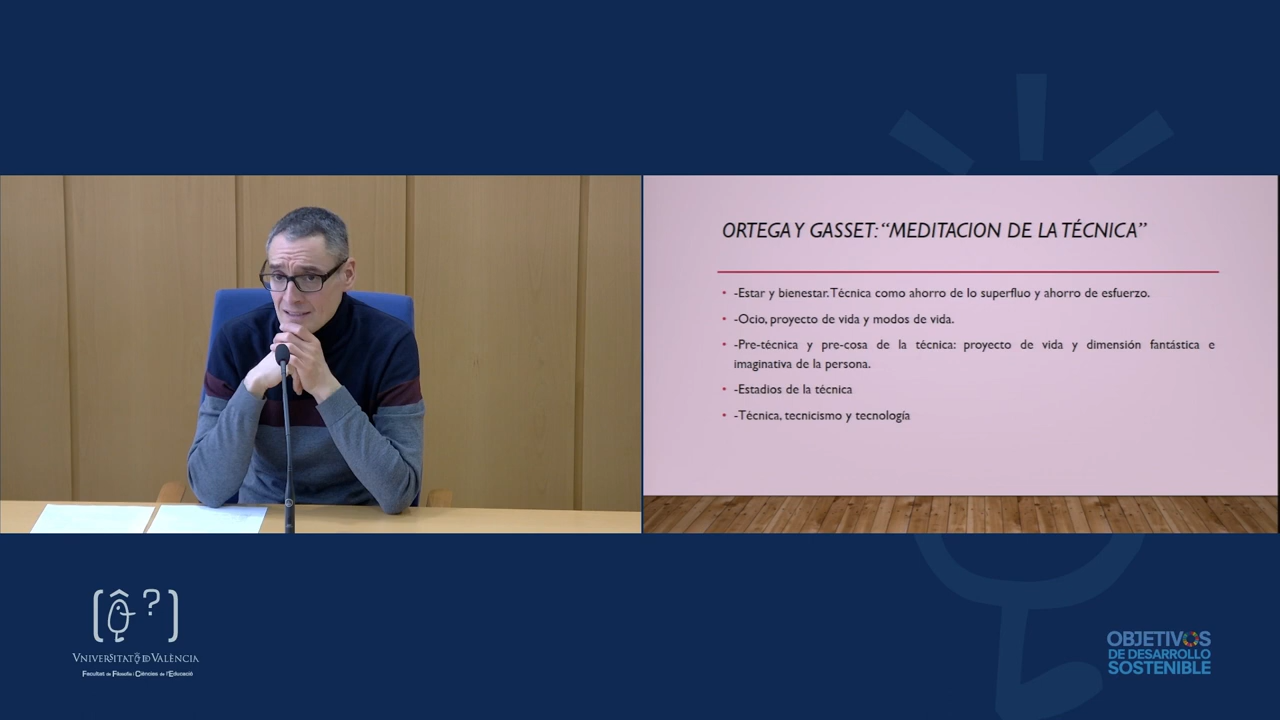 ORTEGA Y GASSET: “MEDITACION DE LA TÉCNICA”
• -Estar y bienestar. Técnica como ahorro de lo superfluo y ahorro de esfuerzo.
• -Ocio, proyecto de vida y modos de vida.
• -Pre-técnica y pre-cosa de la técnica: proyecto de vida y dimensión fantástica e
imaginativa de la persona.
• -Estadios de la técnica
• -Técnica, tecnicismo y tecnología
[ô?]
VNIVERSITAT ID VALÈNCIA
Facultat de Filosofia i Ciències de l'Educació
OBJETIVOS
DE DESARROLLO
SOSTENIBLE